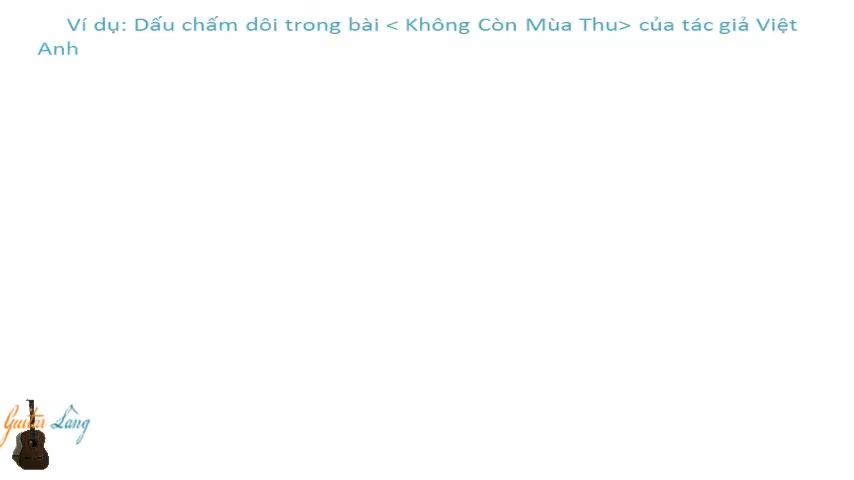 Ví dụ: Dấu chấm dôi trong bài < Không Còn Mùa Thu> của tác giả Việt
Anh
Guitar Làng